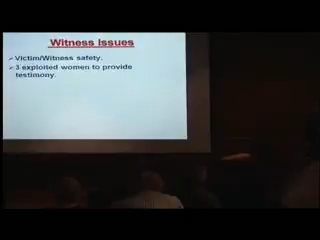 Witness Issues
➢Victim/Witness safety.
➢3 exploited women to provide
testimony.